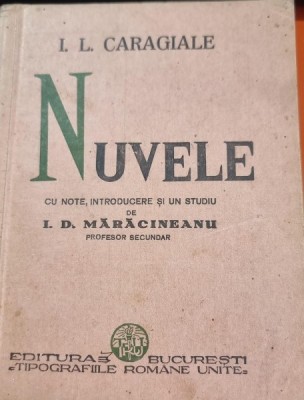 I. L. CARAGIALE
NUVELE
CU NOTE, INTRODUCERE ȘI UN STUDIU
DE
I. D. MĂRĂCINEANU
PROFESOR SECUNDAR
EDITURA BUCUREȘTI
«TIPOGRAFIILE ROMÂNE UNITE»